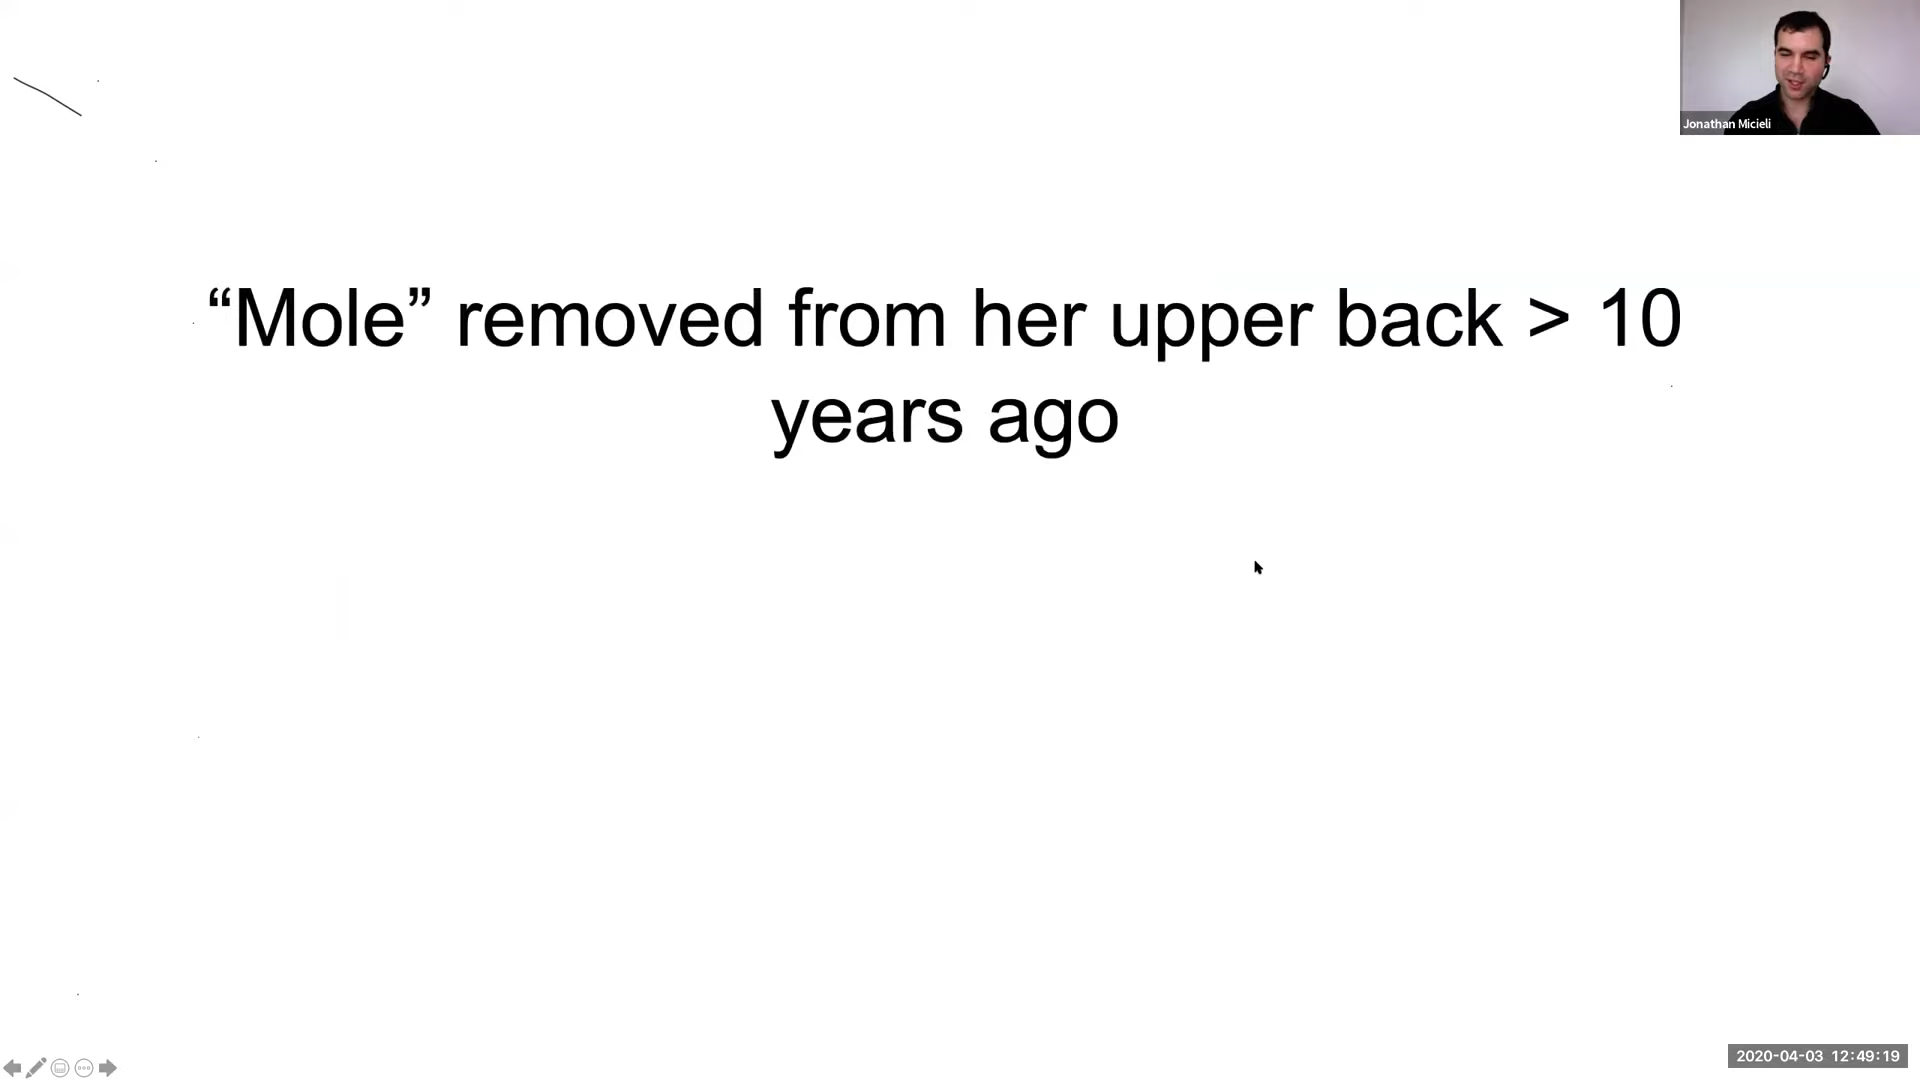 Jonathan Micieli
“Mole” removed from her upper back > 10
years ago
2020-04-03 12:49:19